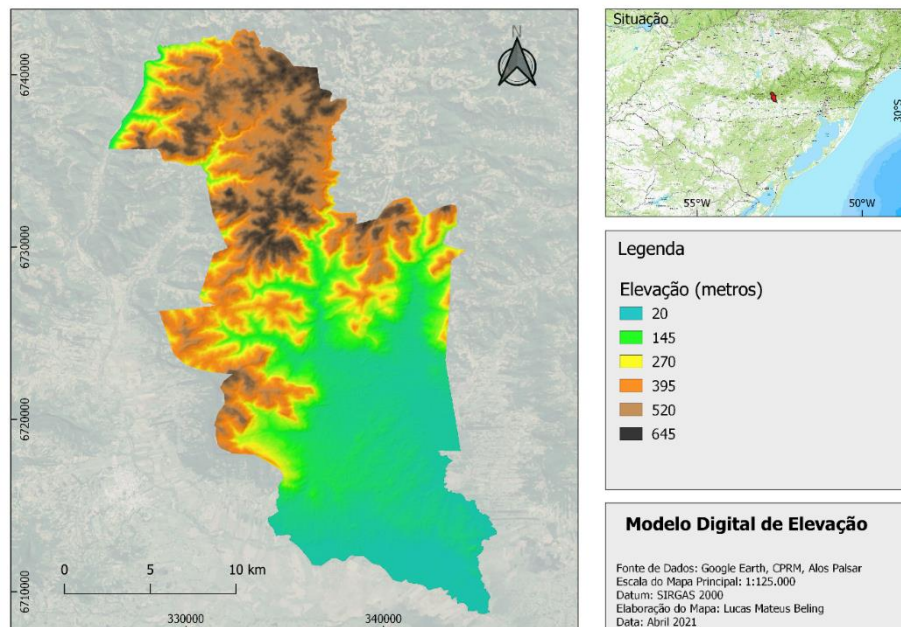 N
6740000
6730000
6720000
6710000
0 5 10 km
330000 340000
Situação
30°S
55°W 50°W
Legenda
Elevação (metros)
20
145
270
395
520
645
Modelo Digital de Elevação
Fonte de Dados: Google Earth, CPRM, Alos Palsar
Escala do Mapa Principal: 1:125.000
Datum: SIRGAS 2000
Elaboração do Mapa: Lucas Mateus Beling
Data: Abril 2021